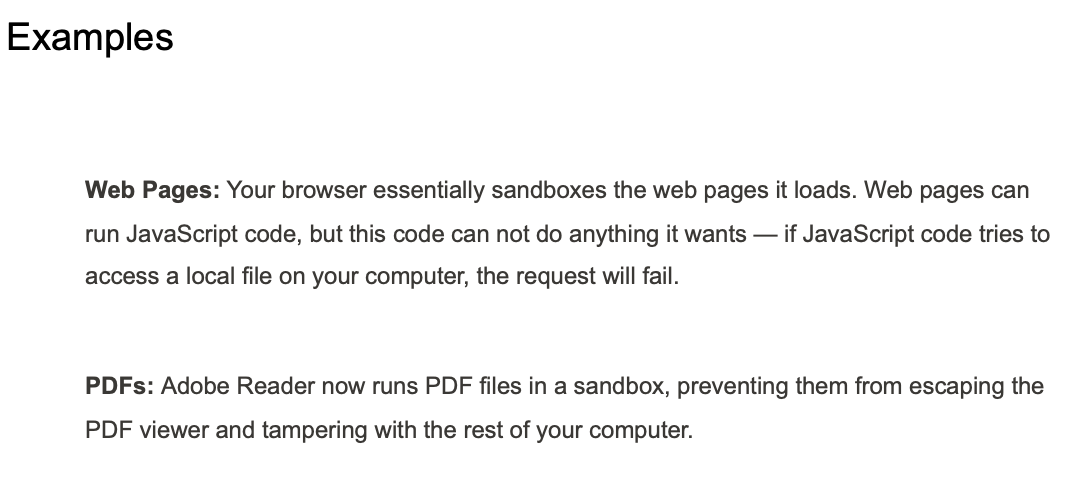 Examples
Web Pages: Your browser essentially sandboxes the web pages it loads. Web pages can
run JavaScript code, but this code can not do anything it wants — if JavaScript code tries to
access a local file on your computer, the request will fail.
PDFs: Adobe Reader now runs PDF files in a sandbox, preventing them from escaping the
PDF viewer and tampering with the rest of your computer.